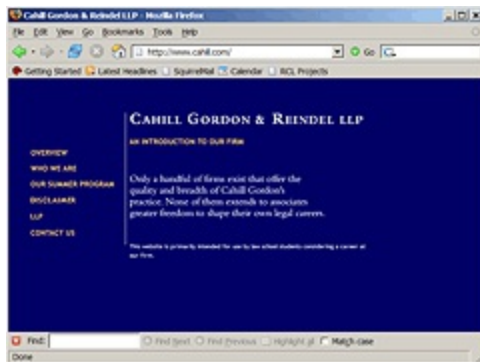 Cahill Gordon & Reindel LLP - Mozilla Firefox
File Edit View Go Bookmarks Tools Help
http://www.cahill.com/ Go
Getting Started Latest Headlines SquirrelMail Calendar RCL Projects
CAHILL GORDON & REINDEL LLP
AN INTRODUCTION TO OUR FIRM
OVERVIEW
WHO WE ARE
OUR SUMMER PROGRAM
DISCLAIMER
LLP
CONTACT US
Only a handful of firms exist that offer the
quality and breadth of Cahill Gordon's
practice. None of them extends to associates
greater freedom to shape their own legal careers.
This website is primarily intended for use by law school students considering a career at
our firm.
Find: Find Next Find Previous Highlight all Match case
Done